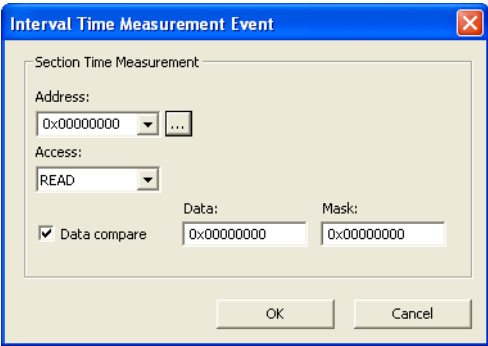 Interval Time Measurement Event
Section Time Measurement
Address:
0x00000000 ...
Access:
READ
Data: Mask:
Data compare 0x00000000 0x00000000
OK Cancel